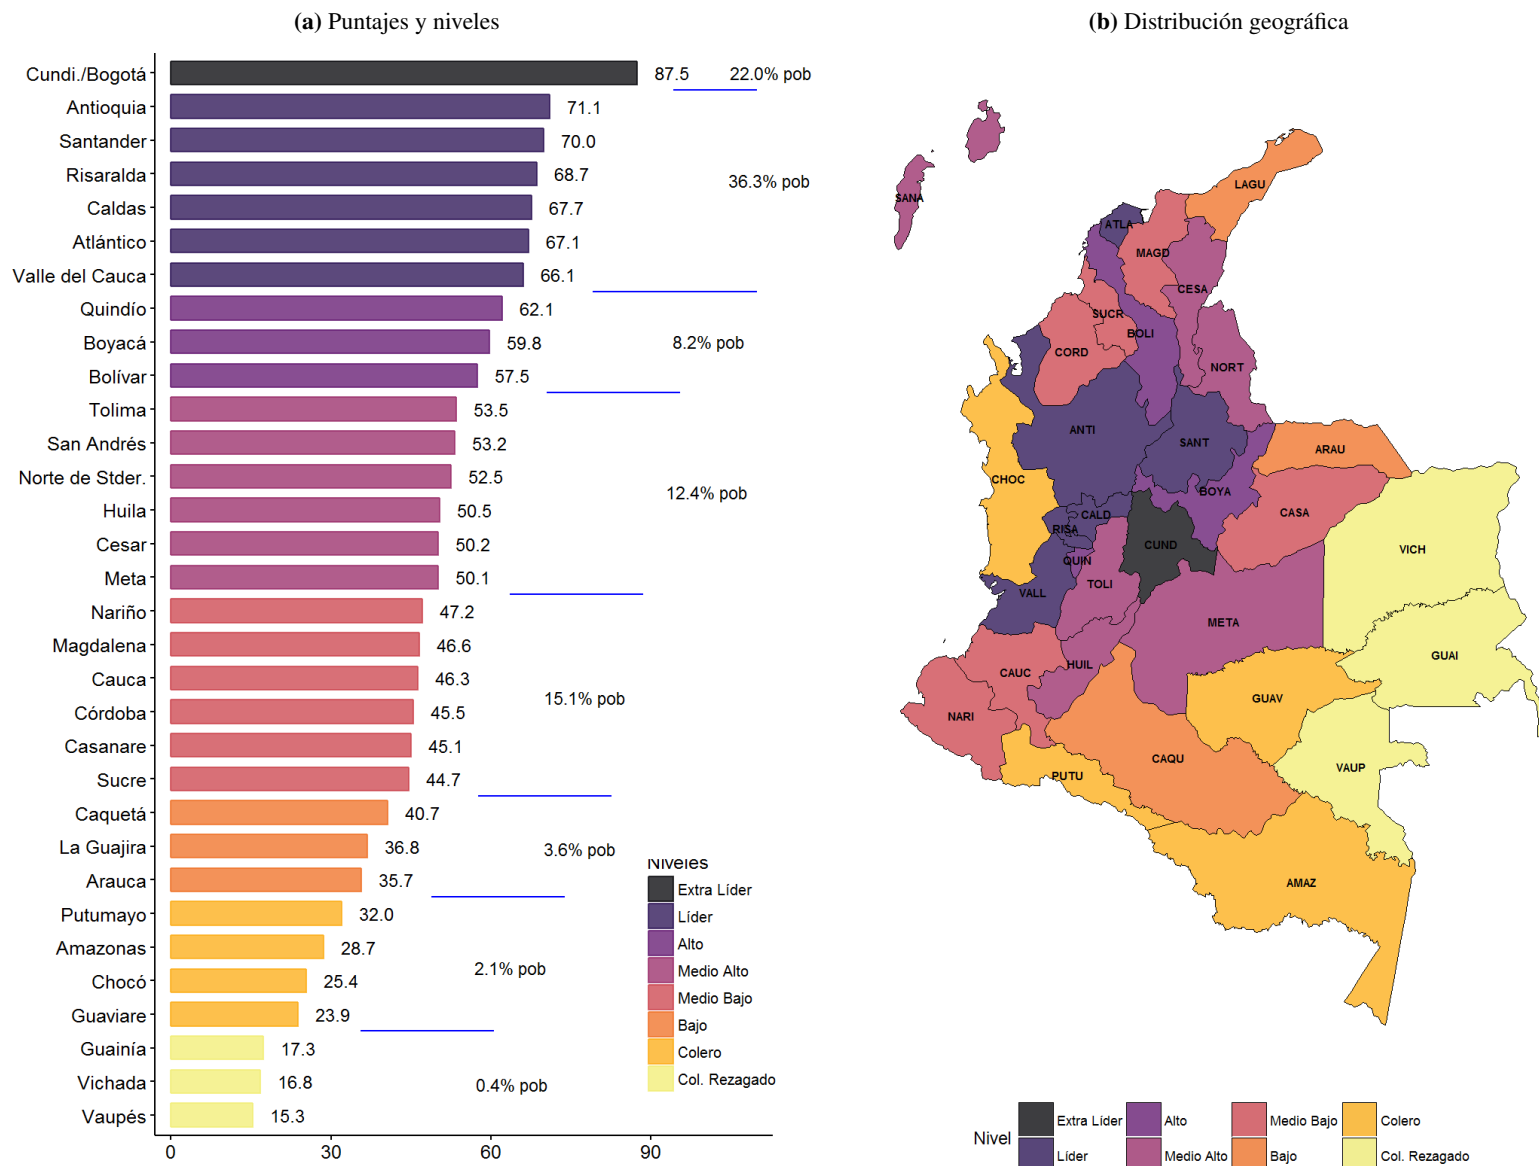 (a) Puntajes y niveles
Cundi./Bogotá 87.5 22.0% pob
Antioquia 71.1
Santander 70.0
Risaralda 68.7
36.3% pob
Caldas 67.7
Atlántico 67.1
Valle del Cauca 66.1
Quindío 62.1
Boyacá 59.8 8.2% pob
Bolívar 57.5
Tolima 53.5
San Andrés 53.2
Norte de Stder. 52.5
12.4% pob
Huila 50.5
Cesar 50.2
Meta 50.1
Nariño 47.2
Magdalena 46.6
Cauca 46.3
15.1% pob
Córdoba 45.5
Casanare 45.1
Sucre 44.7
Caquetá 40.7
La Guajira 36.8 3.6% pob
Arauca 35.7
Putumayo 32.0
Amazonas 28.7
2.1% pob
Chocó 25.4
Guaviare 23.9
Guainía 17.3
Vichada 16.8 0.4% pob
Vaupés 15.3
0 30 60 90
Niveles
Extra Líder
Líder
Alto
Medio Alto
Medio Bajo
Bajo
Colero
Col. Rezagado
(b) Distribución geográfica
LAGU
SANA
ATLA
MAGD
CESA
SUCR
BOLI
CORD
NORT
ANTI
SANT
ARAU
CHOC
BOYA
CASA
CALD
RISA
CUND
VICH
QUIN
TOLI
VALL
META
GUAI
HUIL
CAUC
GUAV
NARI
CAQU
VAUP
PUTU
AMAZ
Nivel
Extra Líder Alto Medio Bajo Colero
Líder Medio Alto Bajo Col. Rezagado